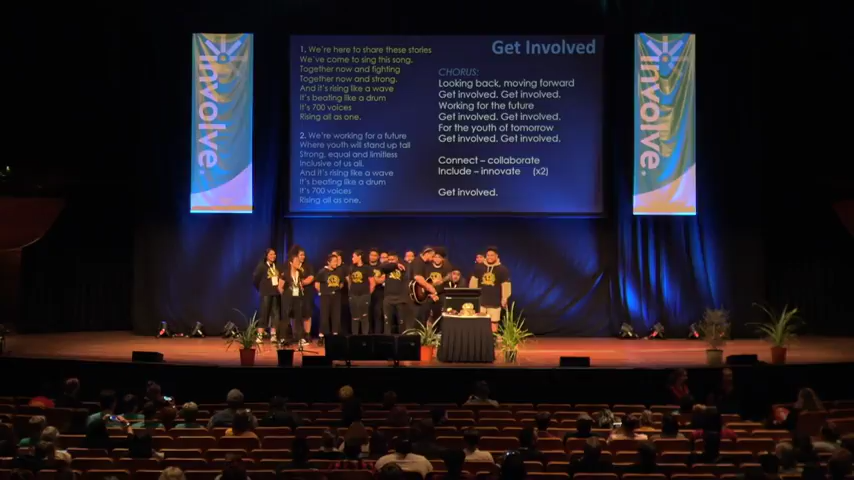 involve
Get Involved
1. We're here to share these stories
We've come to sing this song.
Together now and fighting
Together now and strong.
And it's rising like a wave
It's beating like a drum
It's 700 voices
Rising all as one.
2. We're working for a future
Where youth will stand up tall
Strong, equal and limitless
Inclusive of us all.
And it's rising like a wave
It's beating like a drum
It's 700 voices
Rising all as one.
CHORUS:
Looking back, moving forward
Get involved. Get involved.
Working for the future
Get involved. Get involved.
For the youth of tomorrow
Get involved. Get involved.
Connect – collaborate
Include – innovate (x2)
Get involved.
involve.